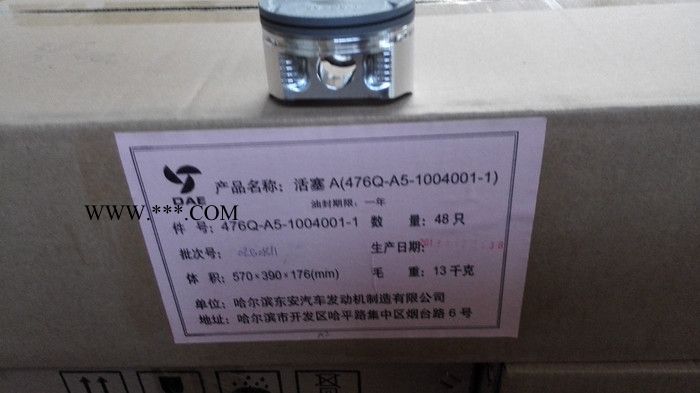 DAE
产品名称：活塞 A(476Q-A5-1004001-1)
油封期限：一年
WWW.***.COM
件 号：476Q-A5-1004001-1 数 量：48只
批次号： 生产日期：
体 积：570×390×176(mm) 毛 重：13千克
单位：哈尔滨东安汽车发动机制造有限公司
地址：哈尔滨市开发区哈平路集中区烟台路6号